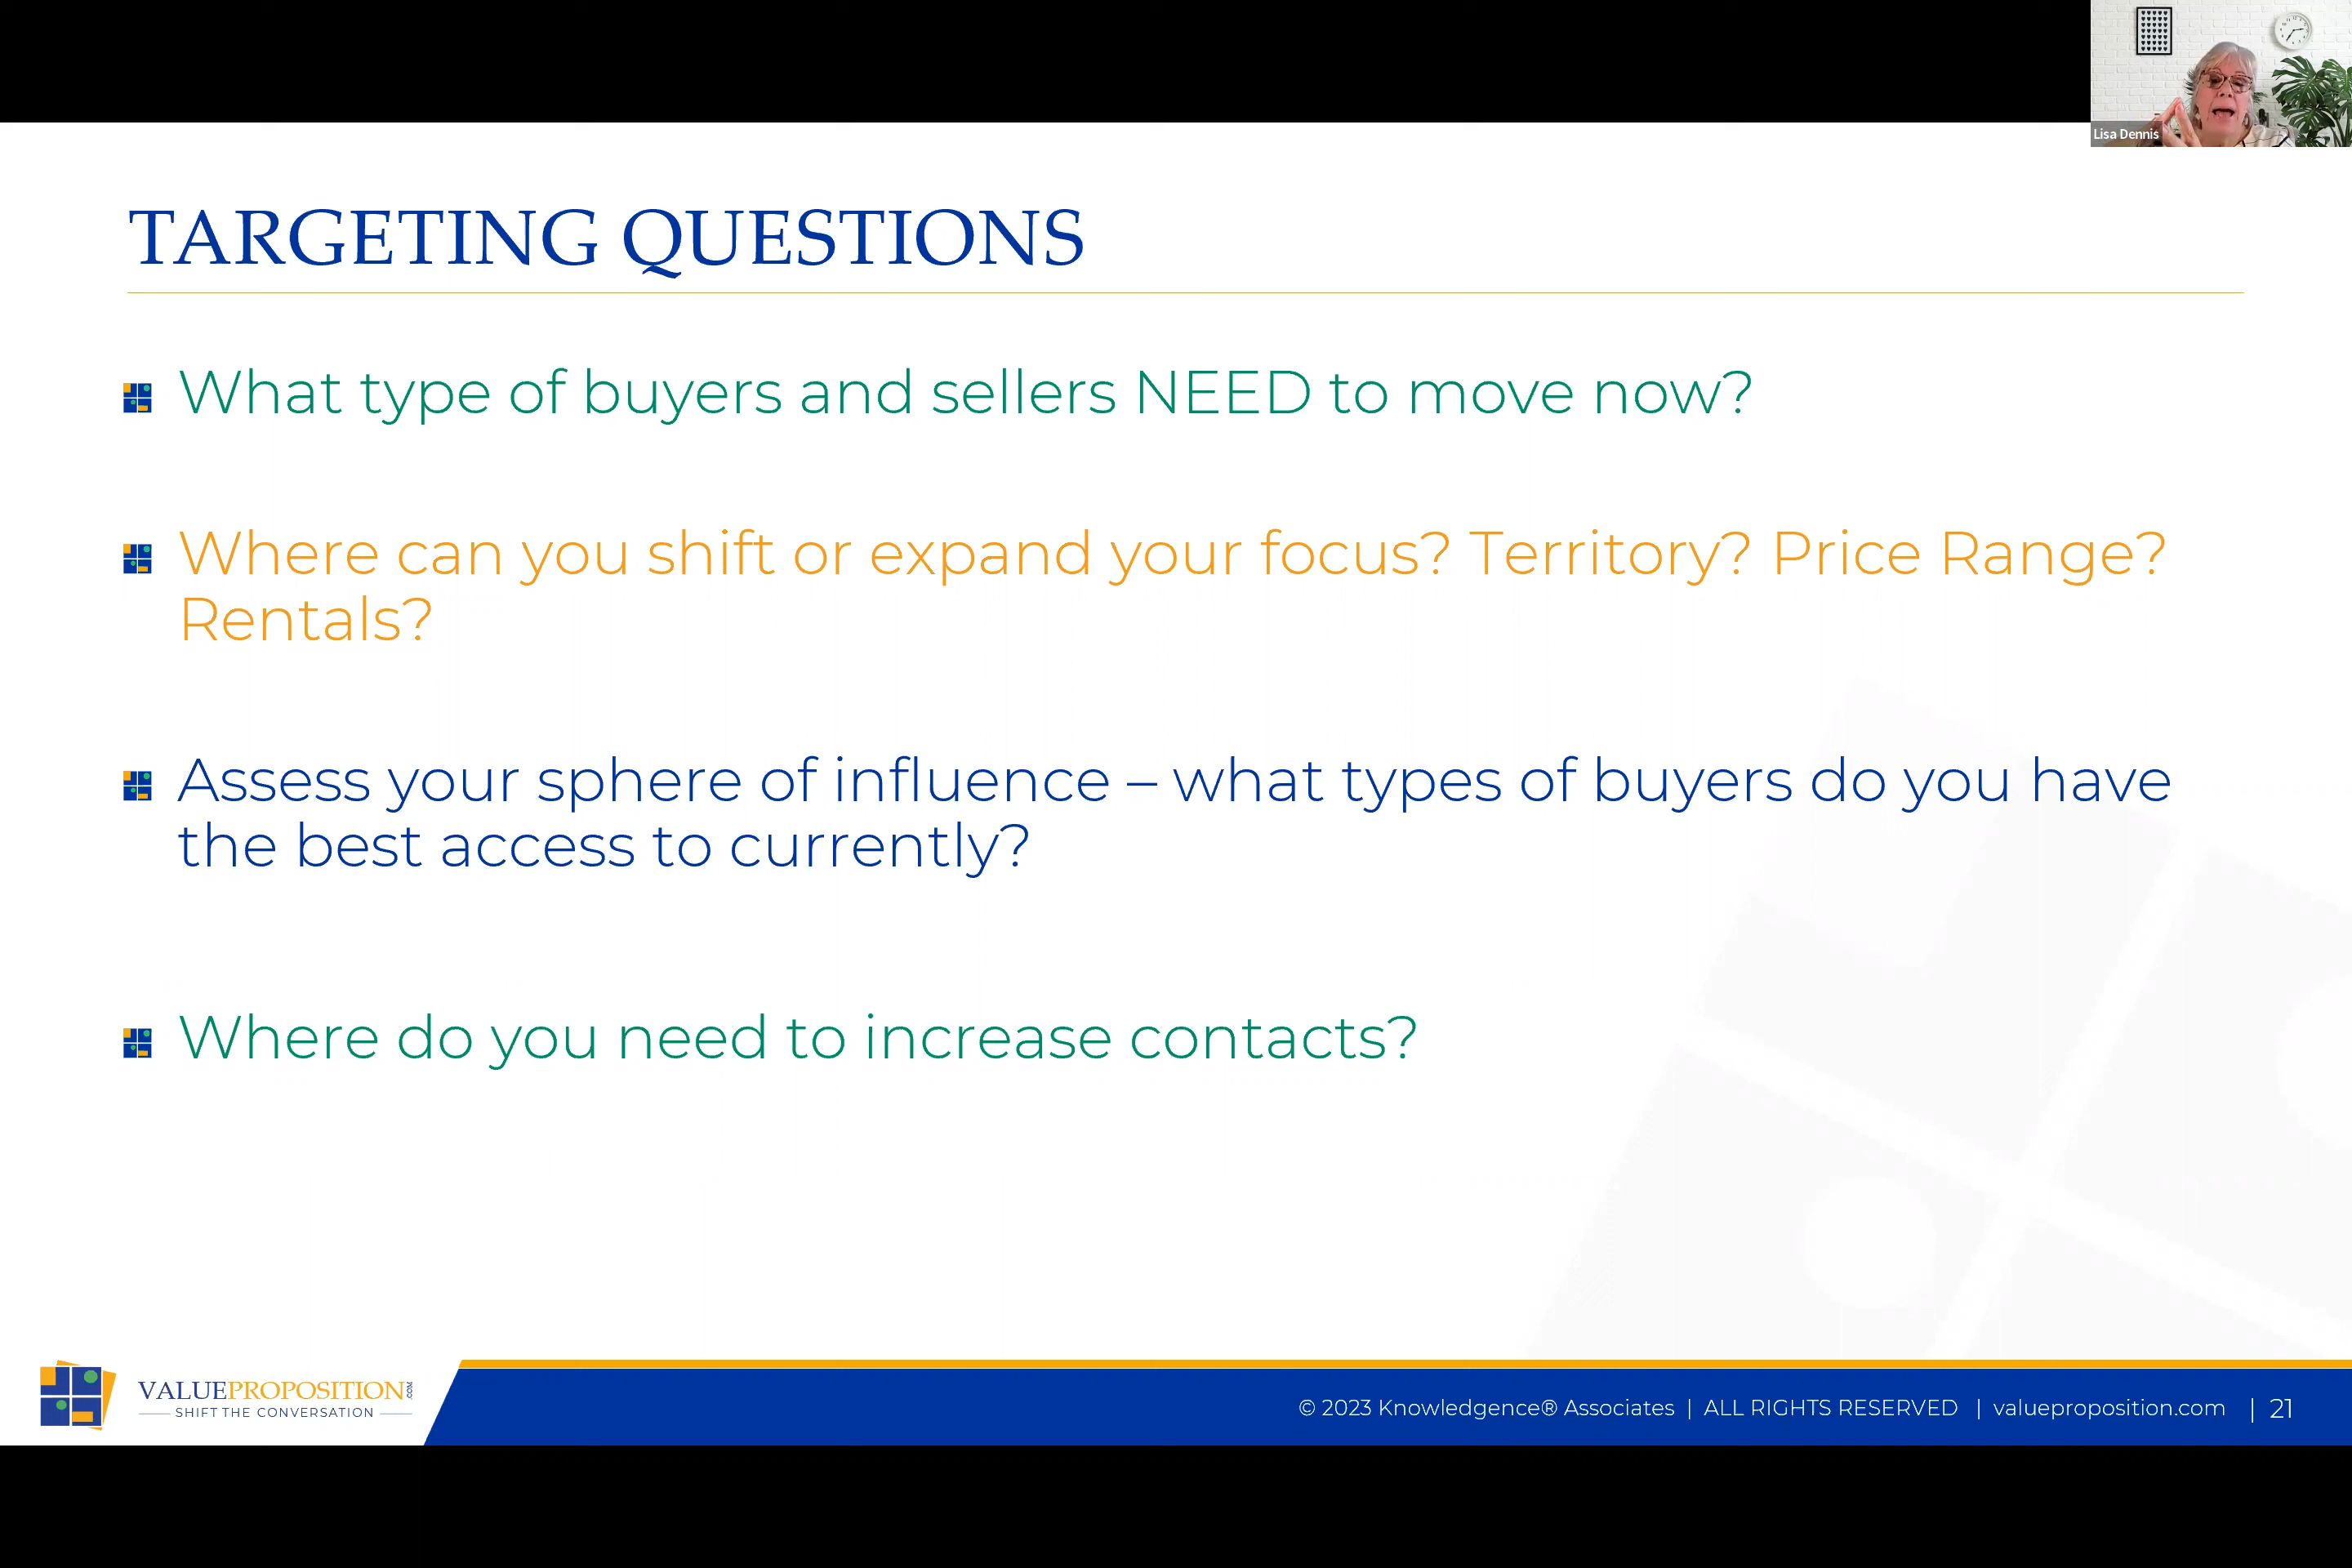 Lisa Dennis
TARGETING QUESTIONS
What type of buyers and sellers NEED to move now?
Where can you shift or expand your focus? Territory? Price Range?
Rentals?
Assess your sphere of influence – what types of buyers do you have
the best access to currently?
Where do you need to increase contacts?
VALUEPROPOSITION.COM
SHIFT THE CONVERSATION
© 2023 Knowledgence® Associates | ALL RIGHTS RESERVED | valueproposition.com | 21